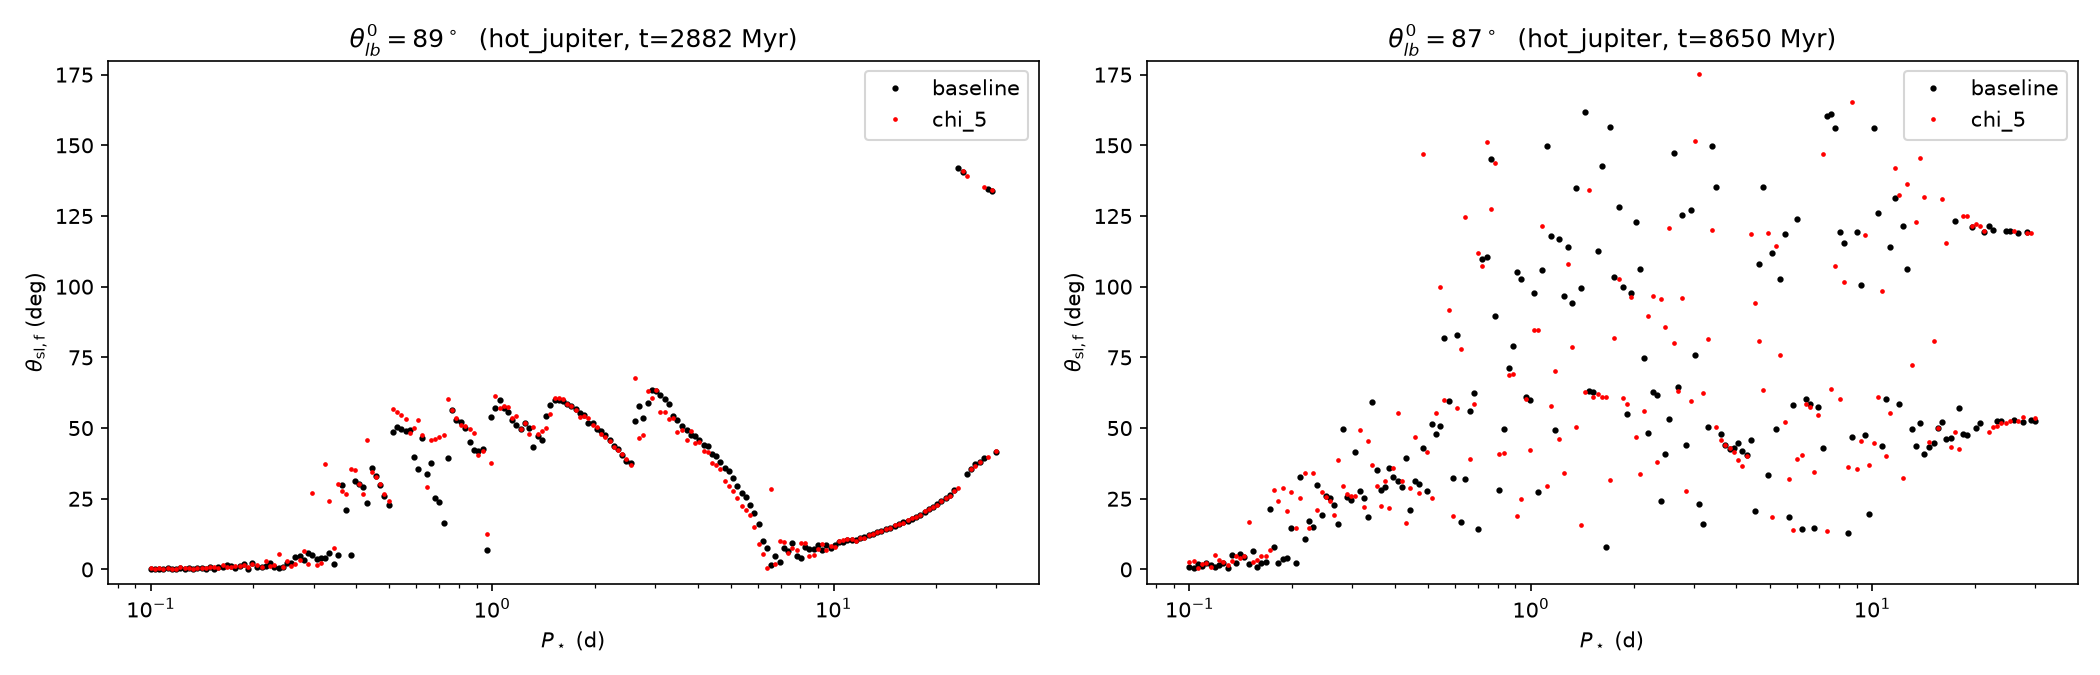 θ⁰_lb = 89° (hot_jupiter, t=2882 Myr)
175
150
125
100
75
50
25
0
θ_sl,f (deg)
baseline
chi_5
10⁻¹
10⁰
10¹
P⋆ (d)
θ⁰_lb = 87° (hot_jupiter, t=8650 Myr)
175
150
125
100
75
50
25
0
θ_sl,f (deg)
baseline
chi_5
10⁻¹
10⁰
10¹
P⋆ (d)